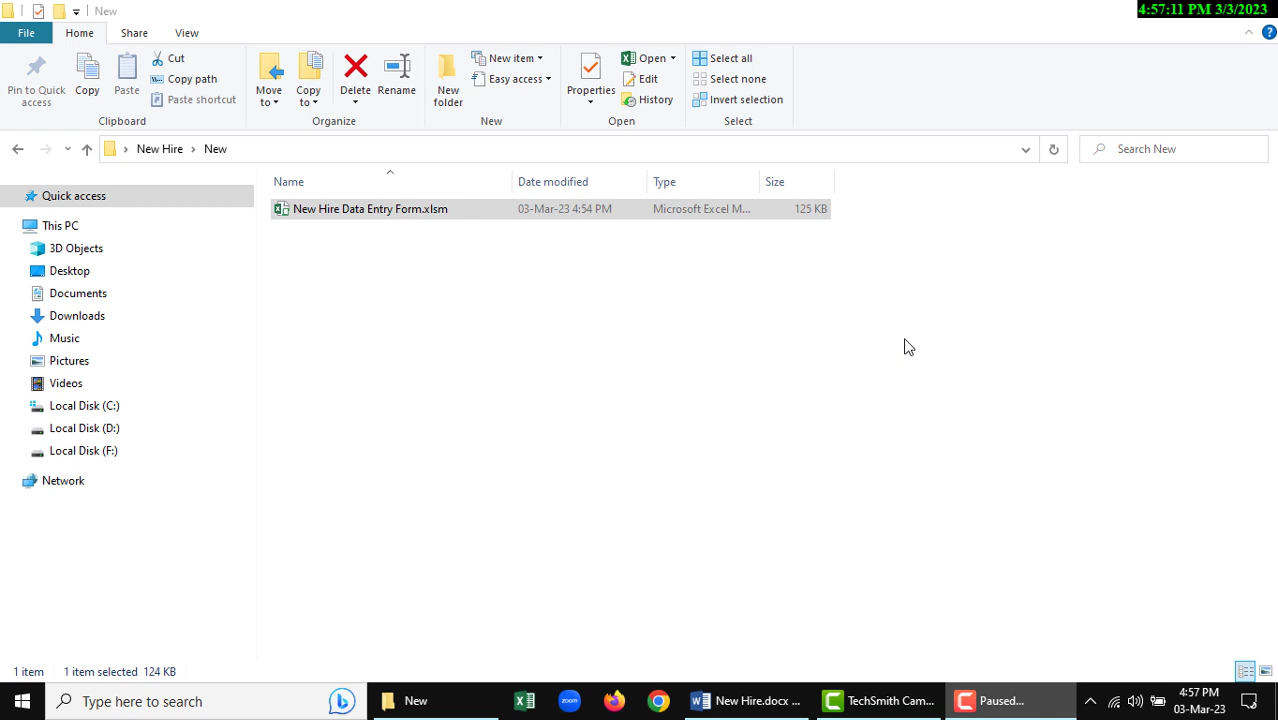 New
4:57:11 PM 3/3/2023
File Home Share View
Pin to Quick access
Copy
Paste
Cut
Copy path
Paste shortcut
Clipboard
Move to
Copy to
Delete
Rename
Organize
New folder
New item
Easy access
New
Properties
Open
Edit
History
Open
Select all
Select none
Invert selection
Select
New Hire New
Search New
Name Date modified Type Size
New Hire Data Entry Form.xlsm 03-Mar-23 4:54 PM Microsoft Excel M... 125 KB
Quick access
This PC
3D Objects
Desktop
Documents
Downloads
Music
Pictures
Videos
Local Disk (C:)
Local Disk (D:)
Local Disk (F:)
Network
1 item 1 item selected 124 KB
Type here to search
New
New Hire.docx ...
TechSmith Cam...
Paused...
4:57 PM
03-Mar-23